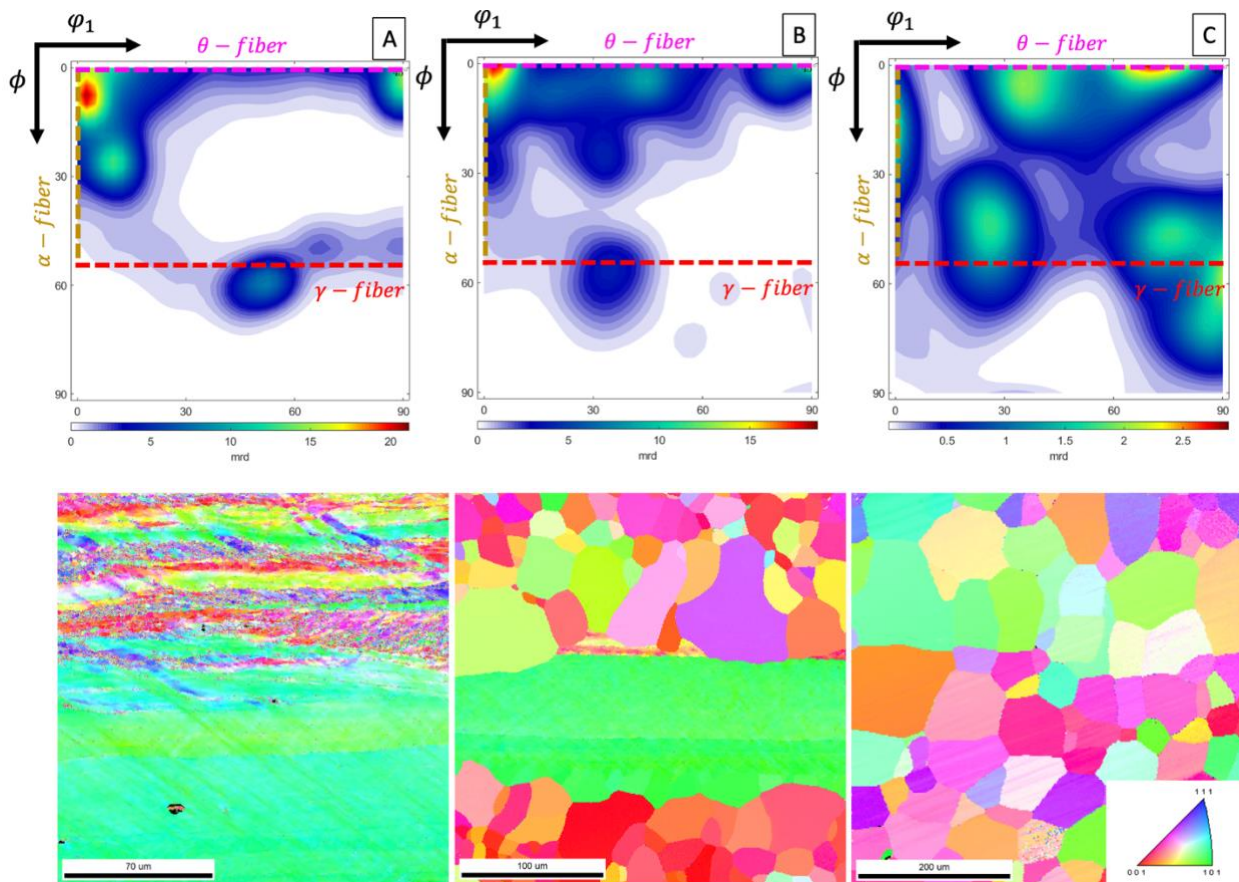 φ₁
θ − fiber
A
ϕ
α − fiber
γ − fiber
0
30
60
90
0 30 60 90
0 5 10 15 20
mrd
φ₁
θ − fiber
B
ϕ
α − fiber
γ − fiber
0
30
60
90
0 30 60 90
0 5 10 15
mrd
φ₁
θ − fiber
C
ϕ
α − fiber
γ − fiber
0
30
60
90
0 30 60 90
0.5 1 1.5 2 2.5
mrd
70 um
100 um
200 um
1 1 1
0 0 1
1 0 1